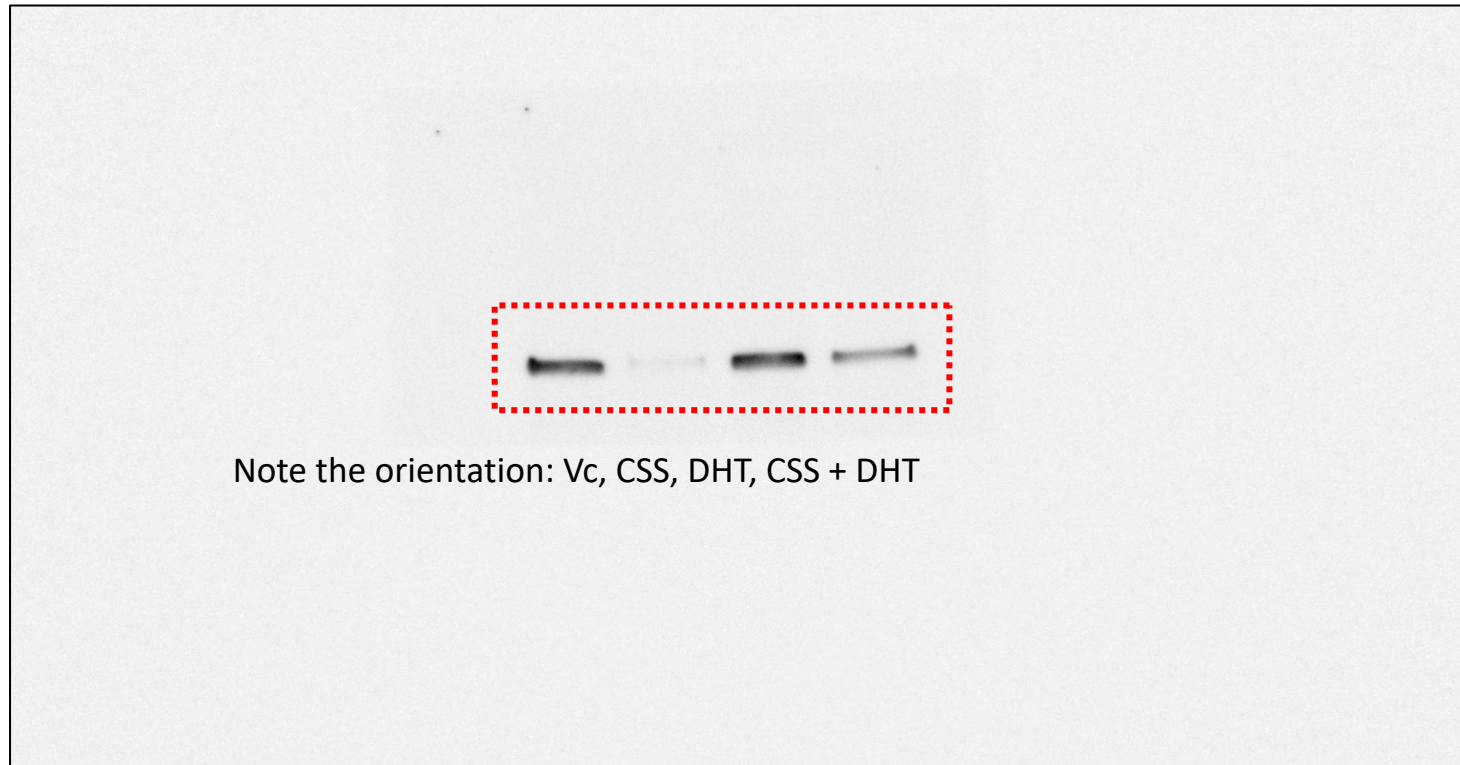 Note the orientation: Vc, CSS, DHT, CSS + DHT